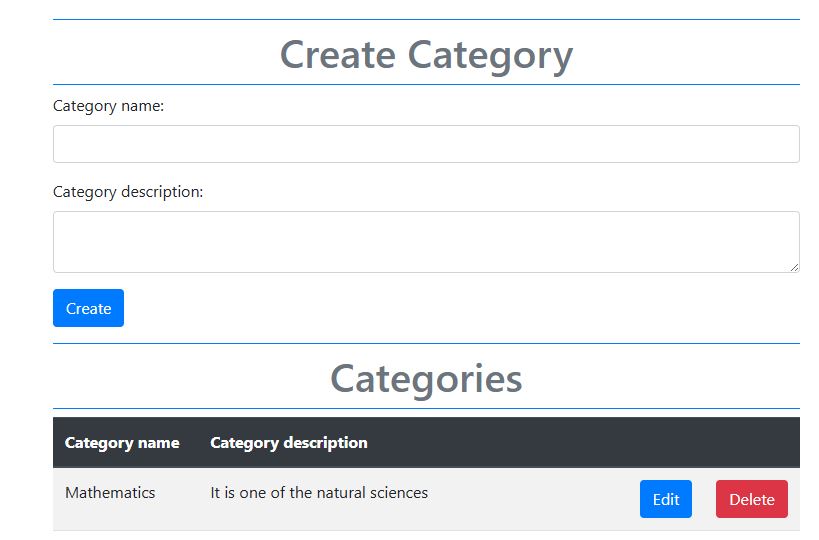 Create Category
Category name:
Category description:
Create
Categories
Category name Category description
Mathematics It is one of the natural sciences Edit Delete